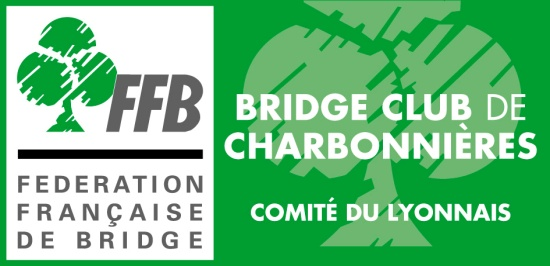 FFB
FEDERATION
FRANÇAISE
DE BRIDGE
BRIDGE CLUB DE
CHARBONNIÈRES
COMITÉ DU LYONNAIS